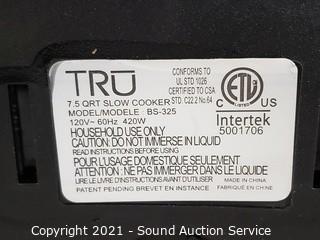 TRŪ
CONFORMS TO
UL STD 1026
CERTIFIED TO CSA
STD. C22.2 No.64
7.5 QRT SLOW COOKER
MODEL/MODELE : BS-325
120V~ 60Hz 420W
ETL
C US
Intertek
5001706
HOUSEHOLD USE ONLY
CAUTION: DO NOT IMMERSE IN LIQUID
READ INSTRUCTIONS BEFORE USING
POUR L'USAGE DOMESTIQUE SEULEMENT
ATTENTION : NE PAS IMMERGER DANS LE LIQUIDE
LIRE LE LIVRE D'INSTRUCTIONS AVANT D'UTILISER
MADE IN CHINA
PATENT PENDING BREVET EN INSTANCE
FABRIQUÉ EN CHINE
Copyright 2021 - Sound Auction Service